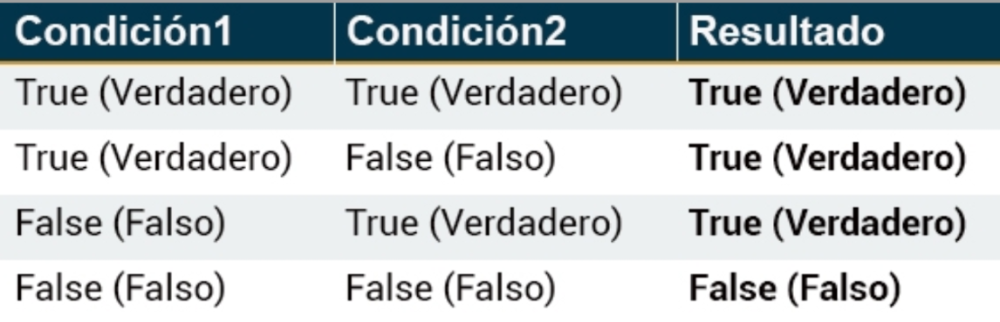 Condición1 Condición2 Resultado
True (Verdadero) True (Verdadero) True (Verdadero)
True (Verdadero) False (Falso) True (Verdadero)
False (Falso) True (Verdadero) True (Verdadero)
False (Falso) False (Falso) False (Falso)